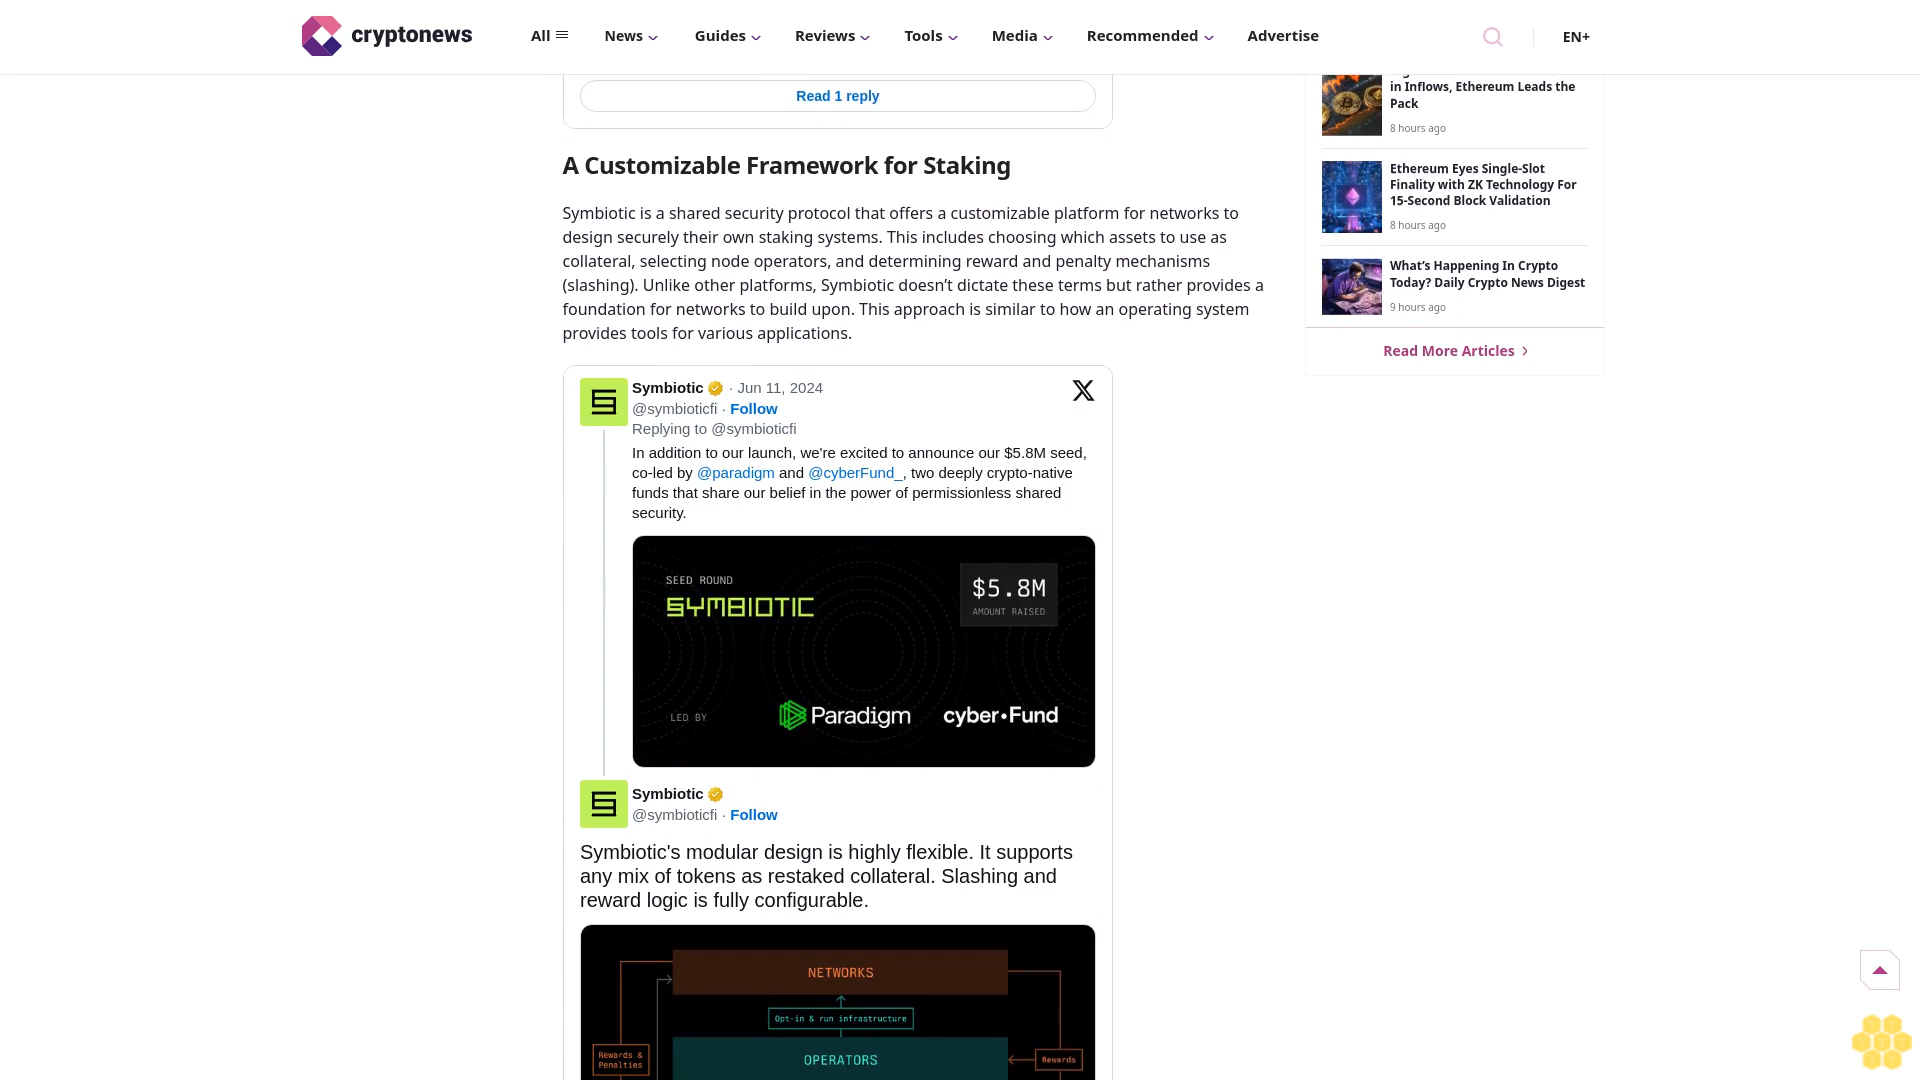 cryptonews
All
News
Guides
Reviews
Tools
Media
Recommended
Advertise
EN+
Read 1 reply
A Customizable Framework for Staking
Symbiotic is a shared security protocol that offers a customizable platform for networks to
design securely their own staking systems. This includes choosing which assets to use as
collateral, selecting node operators, and determining reward and penalty mechanisms
(slashing). Unlike other platforms, Symbiotic doesn’t dictate these terms but rather provides a
foundation for networks to build upon. This approach is similar to how an operating system
provides tools for various applications.
Symbiotic · Jun 11, 2024
@symbioticfi · Follow
Replying to @symbioticfi
In addition to our launch, we're excited to announce our $5.8M seed,
co-led by @paradigm and @cyberFund_, two deeply crypto-native
funds that share our belief in the power of permissionless shared
security.
SEED ROUND
SYMBIOTIC
$5.8M
AMOUNT RAISED
LED BY
Paradigm
cyber•Fund
Symbiotic
@symbioticfi · Follow
Symbiotic's modular design is highly flexible. It supports
any mix of tokens as restaked collateral. Slashing and
reward logic is fully configurable.
NETWORKS
Opt-in & run infrastructure
OPERATORS
Rewards &
Penalties
Rewards
in Inflows, Ethereum Leads the
Pack
8 hours ago
Ethereum Eyes Single-Slot
Finality with ZK Technology For
15-Second Block Validation
8 hours ago
What’s Happening In Crypto
Today? Daily Crypto News Digest
9 hours ago
Read More Articles